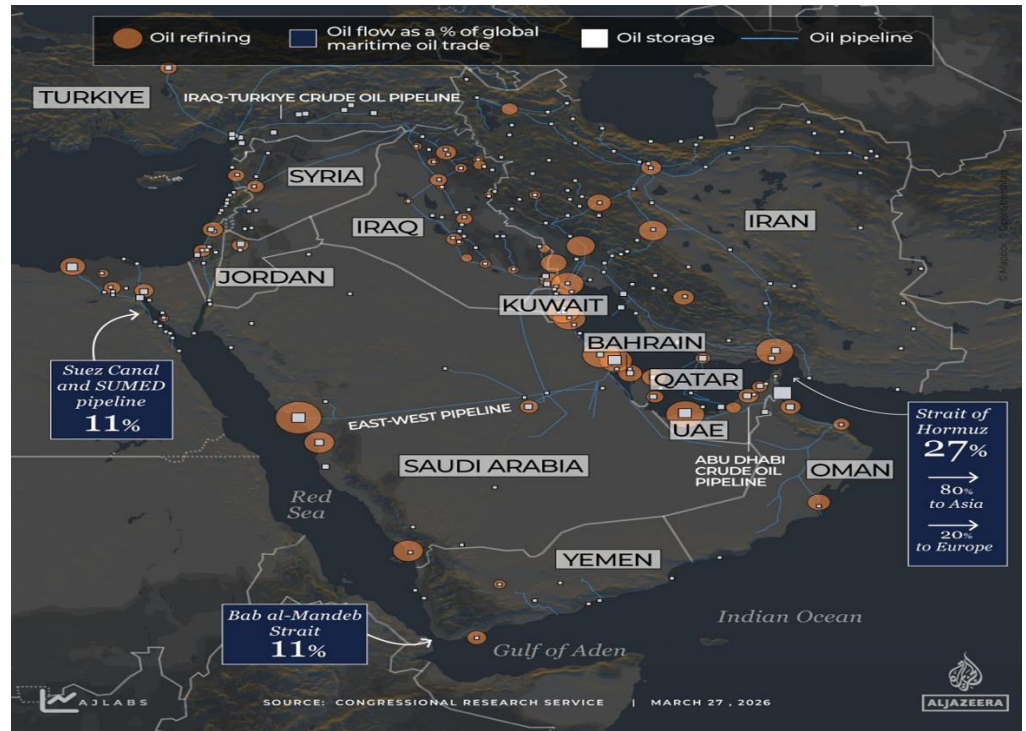 Oil refining
Oil flow as a % of global
maritime oil trade
Oil storage
Oil pipeline
TURKIYE
IRAQ-TURKIYE CRUDE OIL PIPELINE
SYRIA
IRAQ
IRAN
JORDAN
KUWAIT
BAHRAIN
QATAR
Suez Canal
and SUMED
pipeline
11%
EAST-WEST PIPELINE
UAE
Strait of
Hormuz
27%
80%
to Asia
20%
to Europe
ABU DHABI
CRUDE OIL
PIPELINE
SAUDI ARABIA
OMAN
Red
Sea
YEMEN
Bab al-Mandeb
Strait
11%
Indian Ocean
Gulf of Aden
AJLABS
SOURCE: CONGRESSIONAL RESEARCH SERVICE | MARCH 27, 2026
ALJAZEERA
© Mapbox, © OpenStreetMap